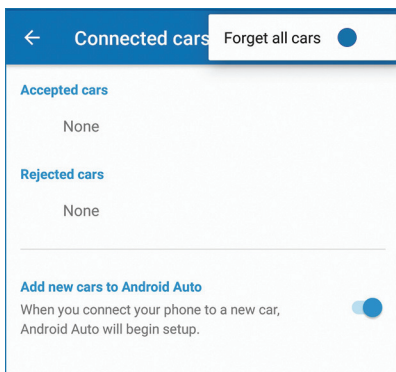 Connected cars
Forget all cars
Accepted cars
None
Rejected cars
None
Add new cars to Android Auto
When you connect your phone to a new car,
Android Auto will begin setup.